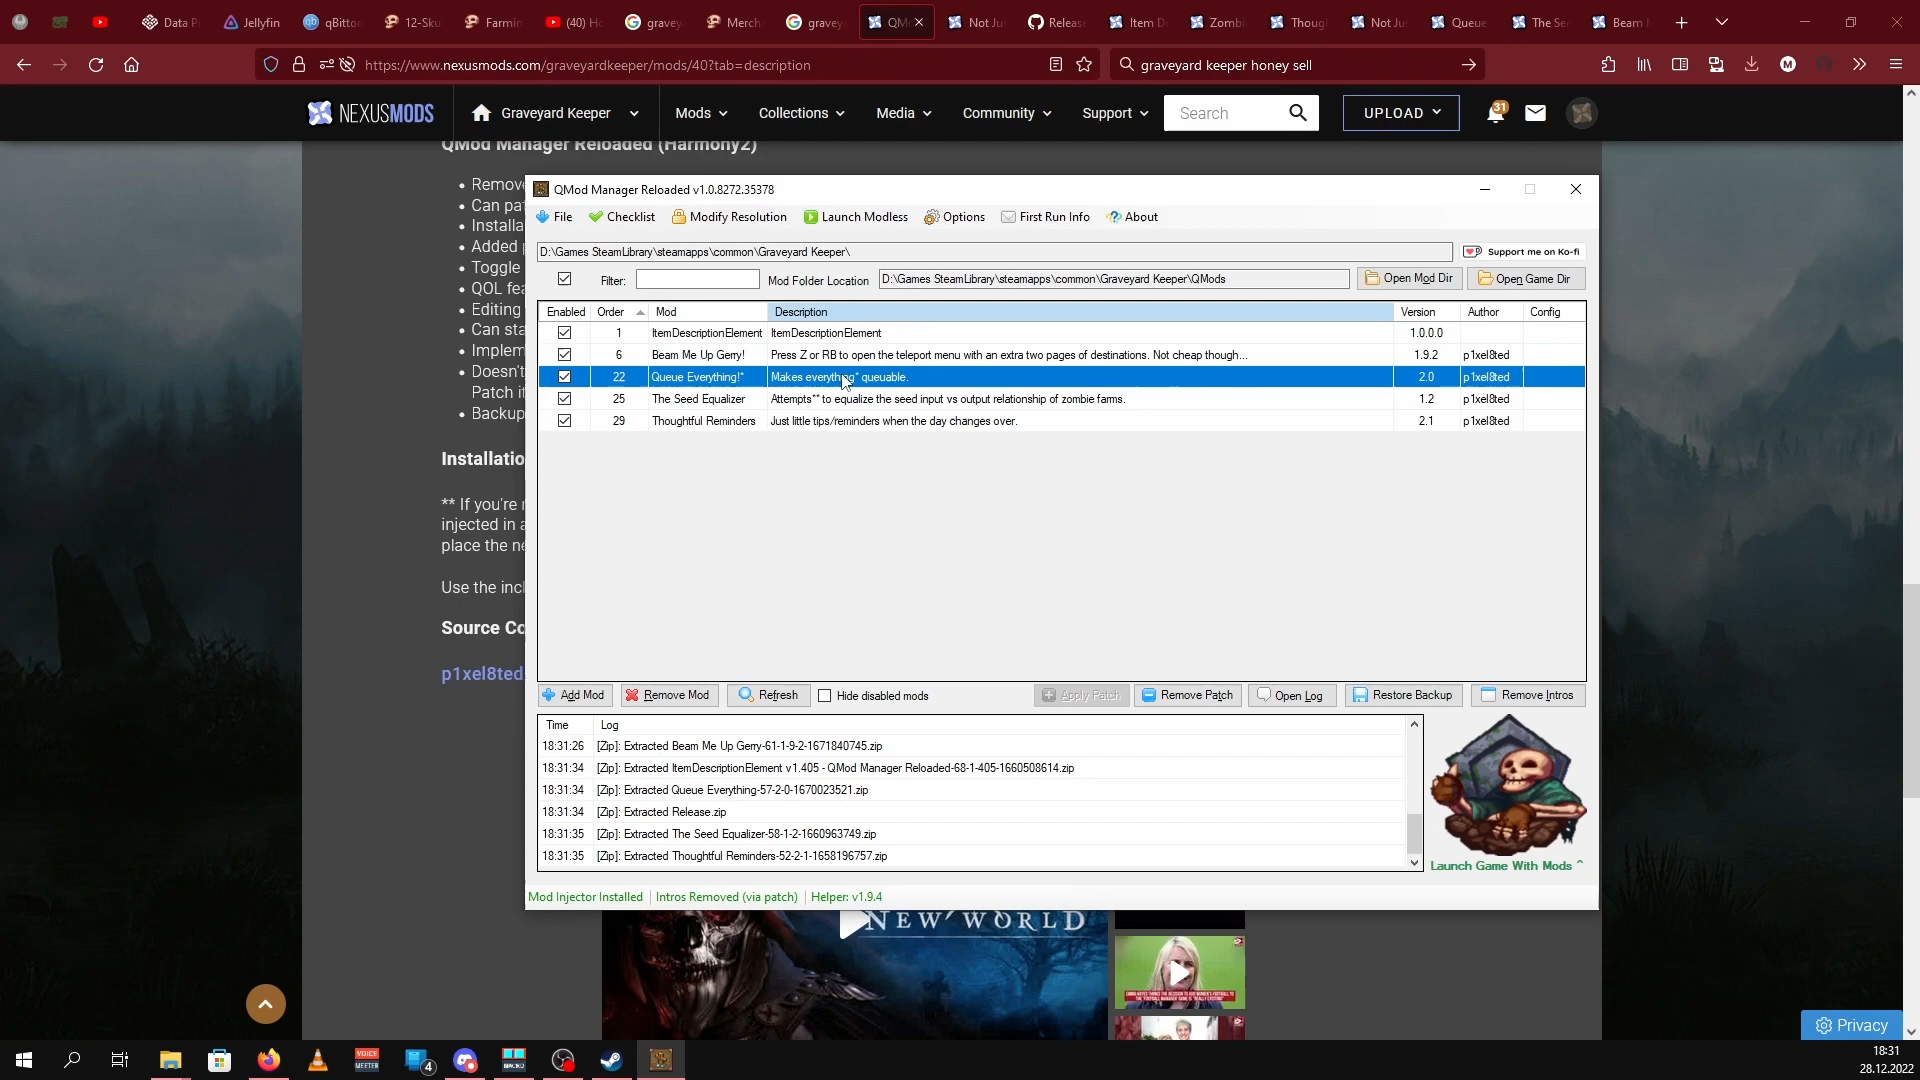 Data P
Jellyfin
qBitto
12-Sk
Farmin
(40) H
gravey
Merch
gravey
QM
Not Ju
Releas
Item D
Zombi
Though
Not Ju
Queue
The Se
Beam
https://www.nexusmods.com/graveyardkeeper/mods/40?tab=description
graveyard keeper honey sell
NEXUSMODS
Graveyard Keeper
Mods
Collections
Media
Community
Support
Search
UPLOAD
31
QMod Manager Reloaded (Harmony2)
• Remove
• Can pa
• Installa
• Added
• Toggle
• QOL fea
• Editing
• Can sta
• Implem
• Doesn't
Patch it
• Backup
Installatio
** If you're
injected in a
place the ne
Use the incl
Source Co
p1xel8ted
QMod Manager Reloaded v1.0.8272.35378
File
Checklist
Modify Resolution
Launch Modless
Options
First Run Info
About
D:\Games SteamLibrary\steamapps\common\Graveyard Keeper\
Support me on Ko-fi
Filter:
Mod Folder Location
D:\Games SteamLibrary\steamapps\common\Graveyard Keeper\QMods
Open Mod Dir
Open Game Dir
Enabled Order Mod Description Version Author Config
1 ItemDescriptionElement ItemDescriptionElement 1.0.0.0
6 Beam Me Up Gerry! Press Z or RB to open the teleport menu with an extra two pages of destinations. Not cheap though... 1.9.2 p1xel8ted
22 Queue Everything!* Makes everything* queuable. 2.0 p1xel8ted
25 The Seed Equalizer Attempts** to equalize the seed input vs output relationship of zombie farms. 1.2 p1xel8ted
29 Thoughtful Reminders Just little tips/reminders when the day changes over. 2.1 p1xel8ted
Add Mod
Remove Mod
Refresh
Hide disabled mods
Apply Patch
Remove Patch
Open Log
Restore Backup
Remove Intros
Time Log
18:31:26 [Zip]: Extracted Beam Me Up Gerry-61-1-9-2-1671840745.zip
18:31:34 [Zip]: Extracted ItemDescriptionElement v1.405 - QMod Manager Reloaded-68-1-405-1660508614.zip
18:31:34 [Zip]: Extracted Queue Everything-57-2-0-1670023521.zip
18:31:34 [Zip]: Extracted Release.zip
18:31:35 [Zip]: Extracted The Seed Equalizer-58-1-2-1660963749.zip
18:31:35 [Zip]: Extracted Thoughtful Reminders-52-2-1-1658196757.zip
Launch Game With Mods ^
Mod Injector Installed
Intros Removed (via patch)
Helper: v1.9.4
NEW WORLD
Privacy
VOICE
MEETER
4
MACRO
18:31
28.12.2022